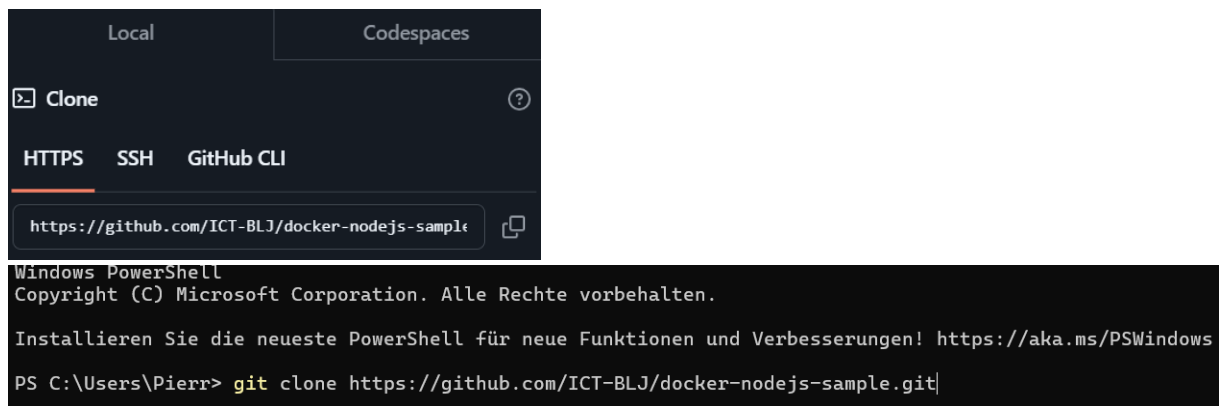 Local Codespaces
Clone
HTTPS SSH GitHub CLI
https://github.com/ICT-BLJ/docker-nodejs-sample
Windows PowerShell
Copyright (C) Microsoft Corporation. Alle Rechte vorbehalten.
Installieren Sie die neueste PowerShell für neue Funktionen und Verbesserungen! https://aka.ms/PSWindows
PS C:\Users\Pierr> git clone https://github.com/ICT-BLJ/docker-nodejs-sample.git